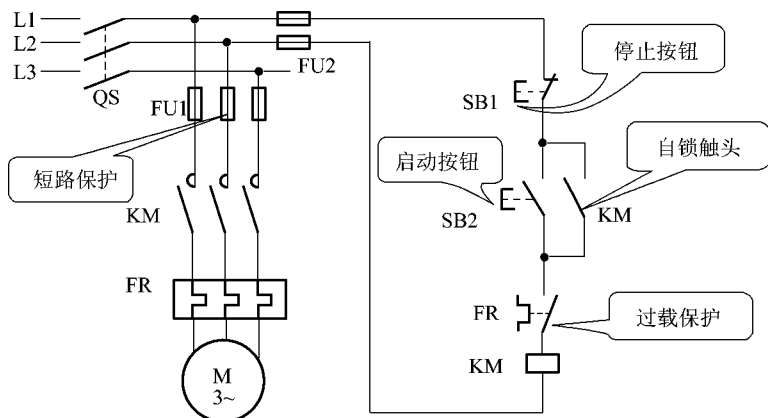 L1
L2
L3
QS
FU2
FU1
短路保护
KM
FR
M
3~
停止按钮
SB1
启动按钮
自锁触头
SB2
KM
FR
过载保护
KM